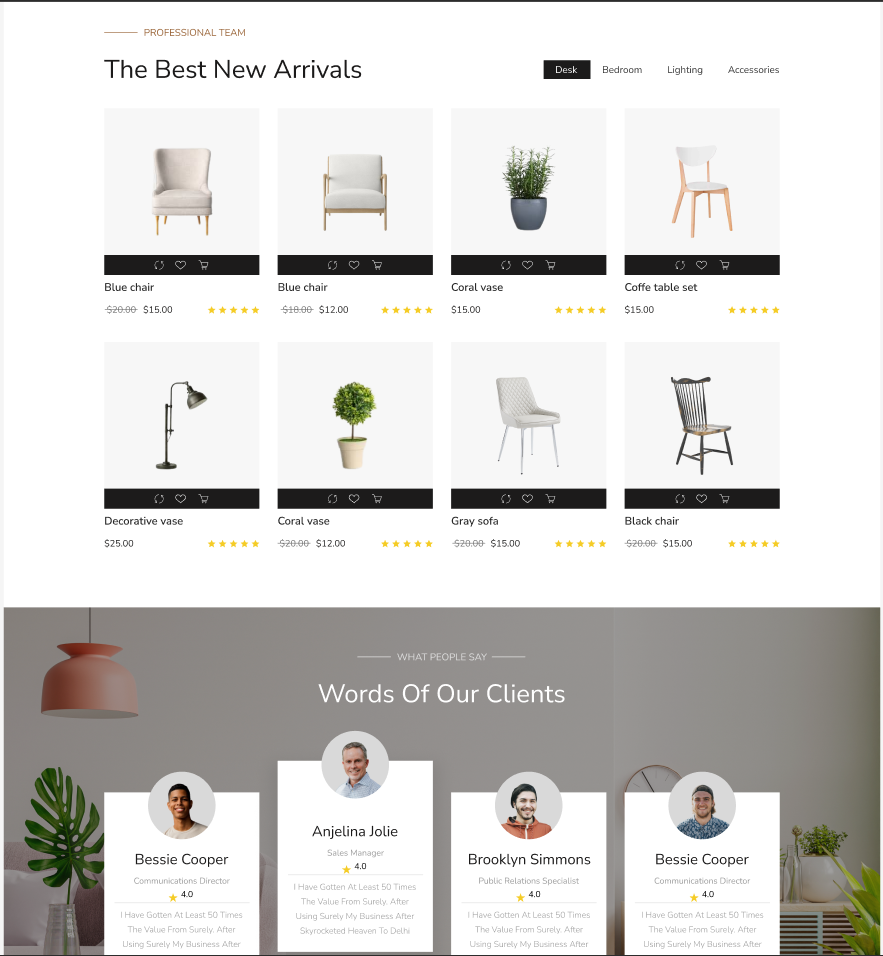 PROFESSIONAL TEAM
The Best New Arrivals
Desk Bedroom Lighting Accessories
Blue chair Blue chair Coral vase Coffe table set
$20.00 $15.00 $18.00 $12.00 $15.00 $15.00
Decorative vase Coral vase Gray sofa Black chair
$25.00 $20.00 $12.00 $20.00 $15.00 $20.00 $15.00
WHAT PEOPLE SAY
Words Of Our Clients
Bessie Cooper
Communications Director
4.0
I Have Gotten At Least 50 Times
The Value From Surely. After
Using Surely My Business After
Anjelina Jolie
Sales Manager
4.0
I Have Gotten At Least 50 Times
The Value From Surely. After
Using Surely My Business After
Skyrocketed Heaven To Delhi
Brooklyn Simmons
Public Relations Specialist
4.0
I Have Gotten At Least 50 Times
The Value From Surely. After
Using Surely My Business After
Bessie Cooper
Communications Director
4.0
I Have Gotten At Least 50 Times
The Value From Surely. After
Using Surely My Business After